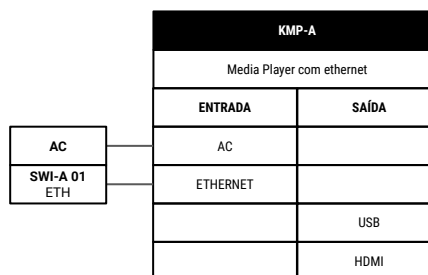 KMP-A
Media Player com ethernet
ENTRADA SAÍDA
AC AC
SWI-A 01
ETH
ETHERNET
USB
HDMI